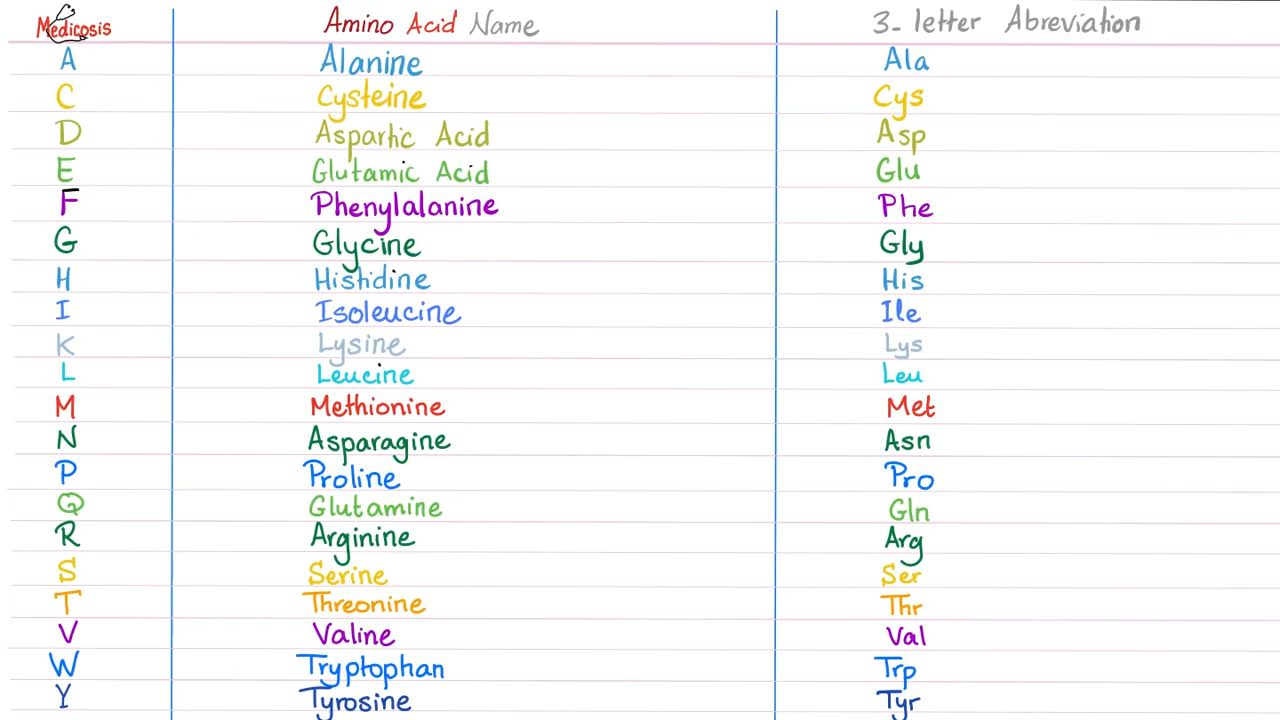 Medicosis Amino Acid Name 3-letter Abreviation
A Alanine Ala
C Cysteine Cys
D Aspartic Acid Asp
E Glutamic Acid Glu
F Phenylalanine Phe
G Glycine Gly
H Histidine His
I Isoleucine Ile
K Lysine Lys
L Leucine Leu
M Methionine Met
N Asparagine Asn
P Proline Pro
Q Glutamine Gln
R Arginine Arg
S Serine Ser
T Threonine Thr
V Valine Val
W Tryptophan Trp
Y Tyrosine Tyr